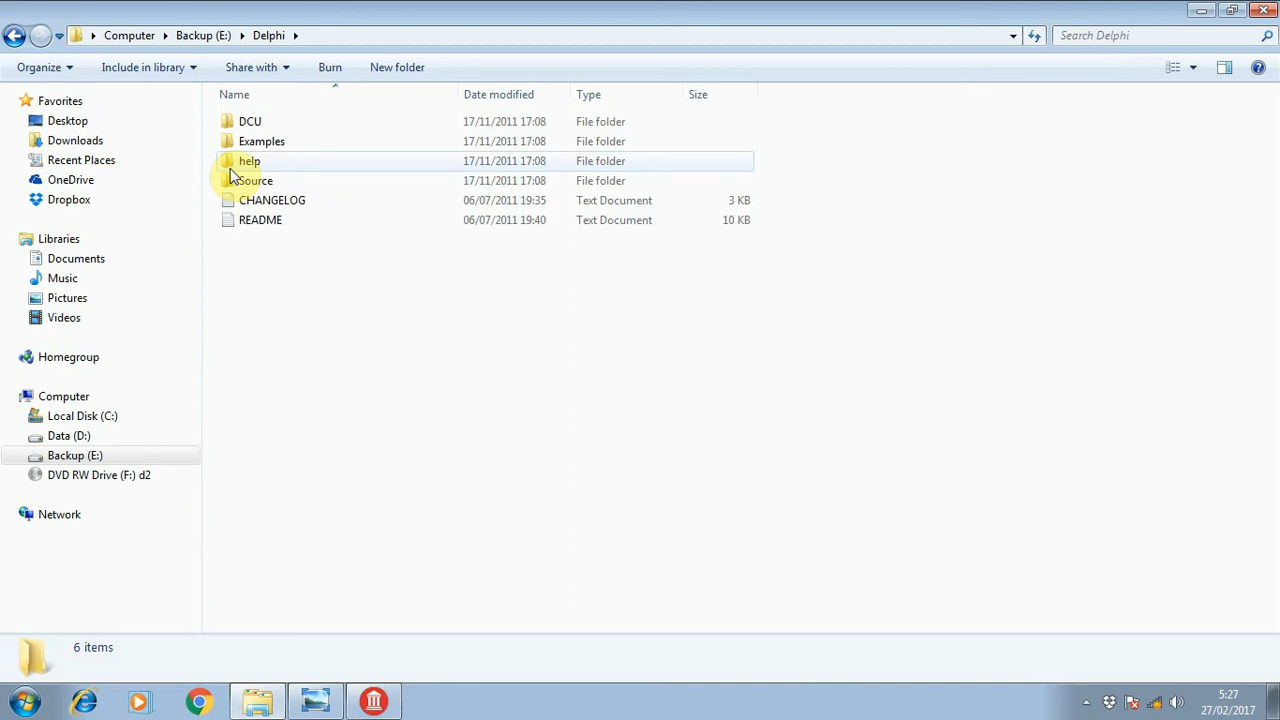 Computer Backup (E:) Delphi Search Delphi
Organize Include in library Share with Burn New folder
Name Date modified Type Size
Favorites
Desktop
Downloads
Recent Places
OneDrive
Dropbox
Libraries
Documents
Music
Pictures
Videos
Homegroup
Computer
Local Disk (C:)
Data (D:)
Backup (E:)
DVD RW Drive (F:) d2
Network
DCU 17/11/2011 17:08 File folder
Examples 17/11/2011 17:08 File folder
help 17/11/2011 17:08 File folder
Source 17/11/2011 17:08 File folder
CHANGELOG 06/07/2011 19:35 Text Document 3 KB
README 06/07/2011 19:40 Text Document 10 KB
6 items
5:27
27/02/2017